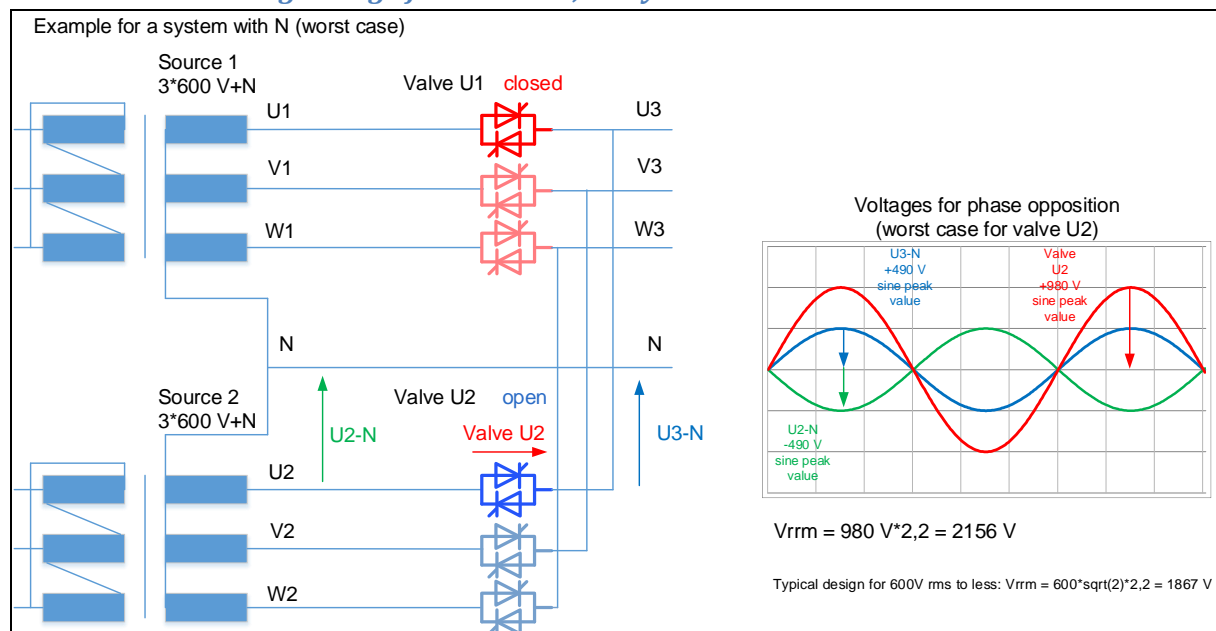 Example for a system with N (worst case)
Source 1
3*600 V+N
Valve U1 closed
U1
U3
V1
V3
W1
W3
N
N
Source 2
3*600 V+N
Valve U2 open
U2-N
Valve U2
U3-N
U2
V2
W2
Voltages for phase opposition
(worst case for valve U2)
U3-N
+490 V
sine peak
value
Valve
U2
+980 V
sine peak
value
U2-N
-490 V
sine peak
value
Vrrm = 980 V*2,2 = 2156 V
Typical design for 600V rms to less: Vrrm = 600*sqrt(2)*2,2 = 1867 V